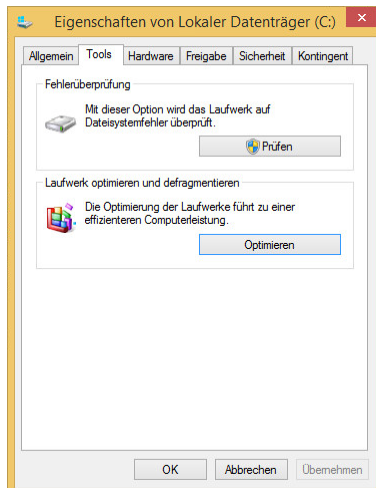 Eigenschaften von Lokaler Datenträger (C:)
Allgemein Tools Hardware Freigabe Sicherheit Kontingent
Fehlerüberprüfung
Mit dieser Option wird das Laufwerk auf
Dateisystemfehler überprüft.
Prüfen
Laufwerk optimieren und defragmentieren
Die Optimierung der Laufwerke führt zu einer
effizienteren Computerleistung.
Optimieren
OK Abbrechen Übernehmen